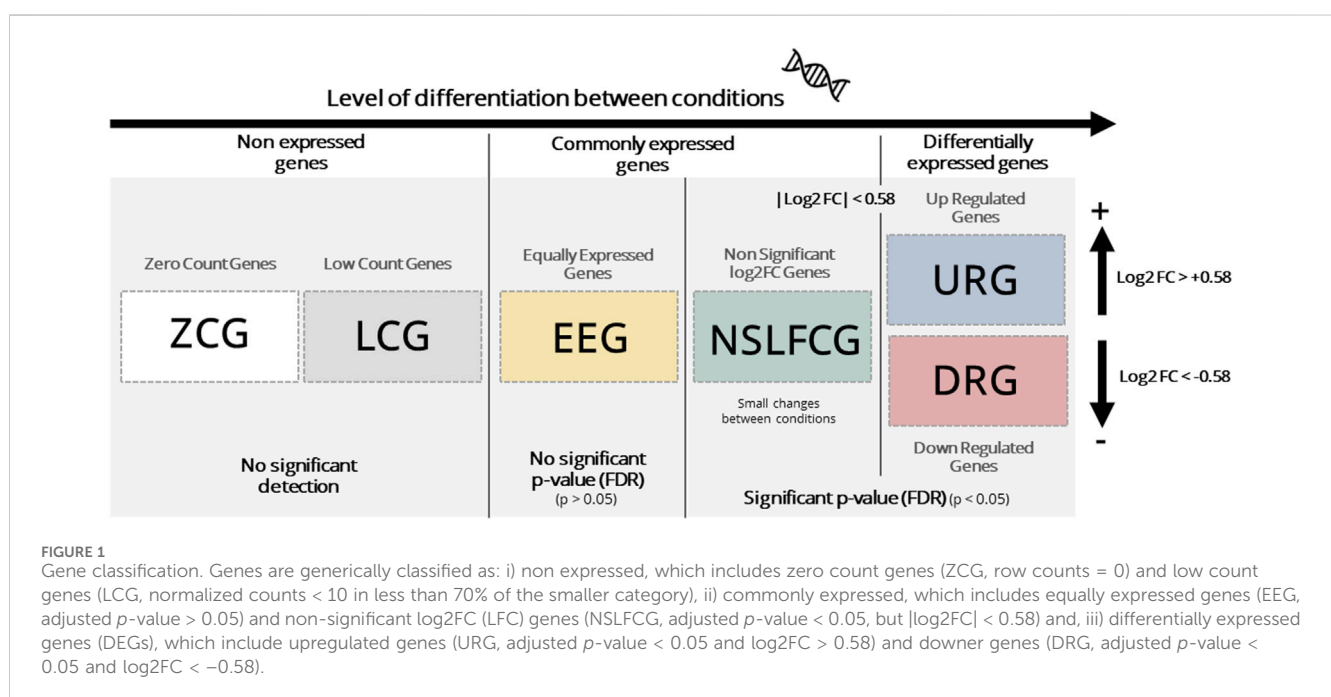 Level of differentiation between conditions
Non expressed
genes
Commonly expressed
genes
Differentially
expressed genes
|Log2 FC| < 0.58
Up Regulated
Genes
+
Zero Count Genes
Low Count Genes
Equally Expressed
Genes
Non Significant
log2FC Genes
ZCG
LCG
EEG
NSLFCG
URG
Log2 FC > +0.58
DRG
Log2 FC < -0.58
Small changes
between conditions
-
Down Regulated
Genes
No significant
detection
No significant
p-value (FDR)
(p > 0.05)
Significant p-value (FDR) (p < 0.05)
FIGURE 1
Gene classification. Genes are generically classified as: i) non expressed, which includes zero count genes (ZCG, row counts = 0) and low count
genes (LCG, normalized counts < 10 in less than 70% of the smaller category), ii) commonly expressed, which includes equally expressed genes (EEG,
adjusted p-value > 0.05) and non-significant log2FC (LFC) genes (NSLFCG, adjusted p-value < 0.05, but |log2FC| < 0.58) and, iii) differentially expressed
genes (DEGs), which include upregulated genes (URG, adjusted p-value < 0.05 and log2FC > 0.58) and downer genes (DRG, adjusted p-value <
0.05 and log2FC < −0.58).